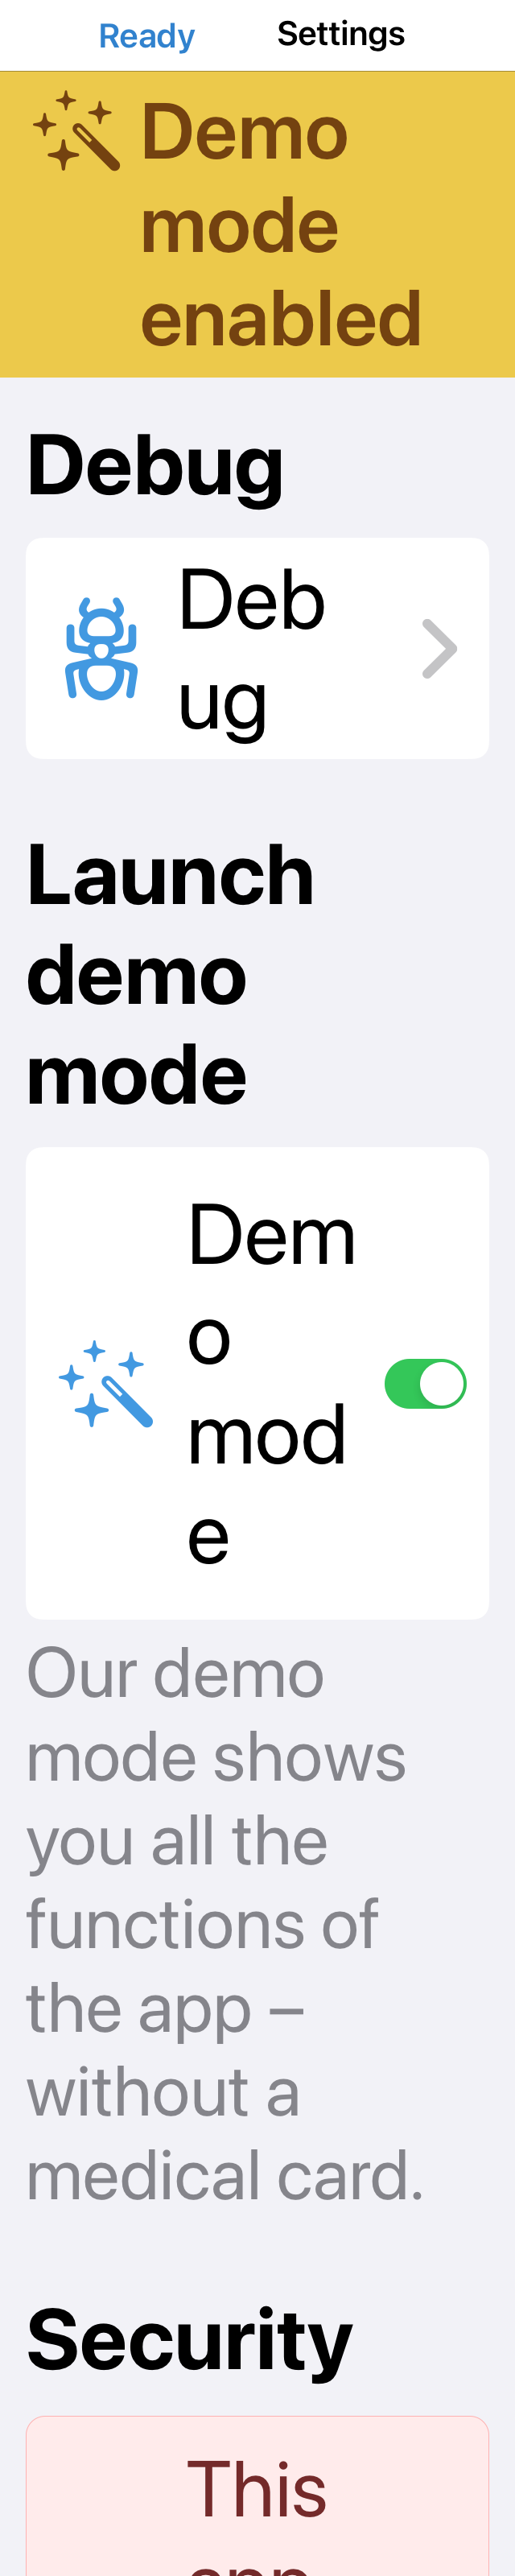 Ready Settings
Demo
mode
enabled
Debug
Deb
ug
Launch
demo
mode
Dem
o
mod
e
Our demo
mode shows
you all the
functions of
the app –
without a
medical card.
Security
This